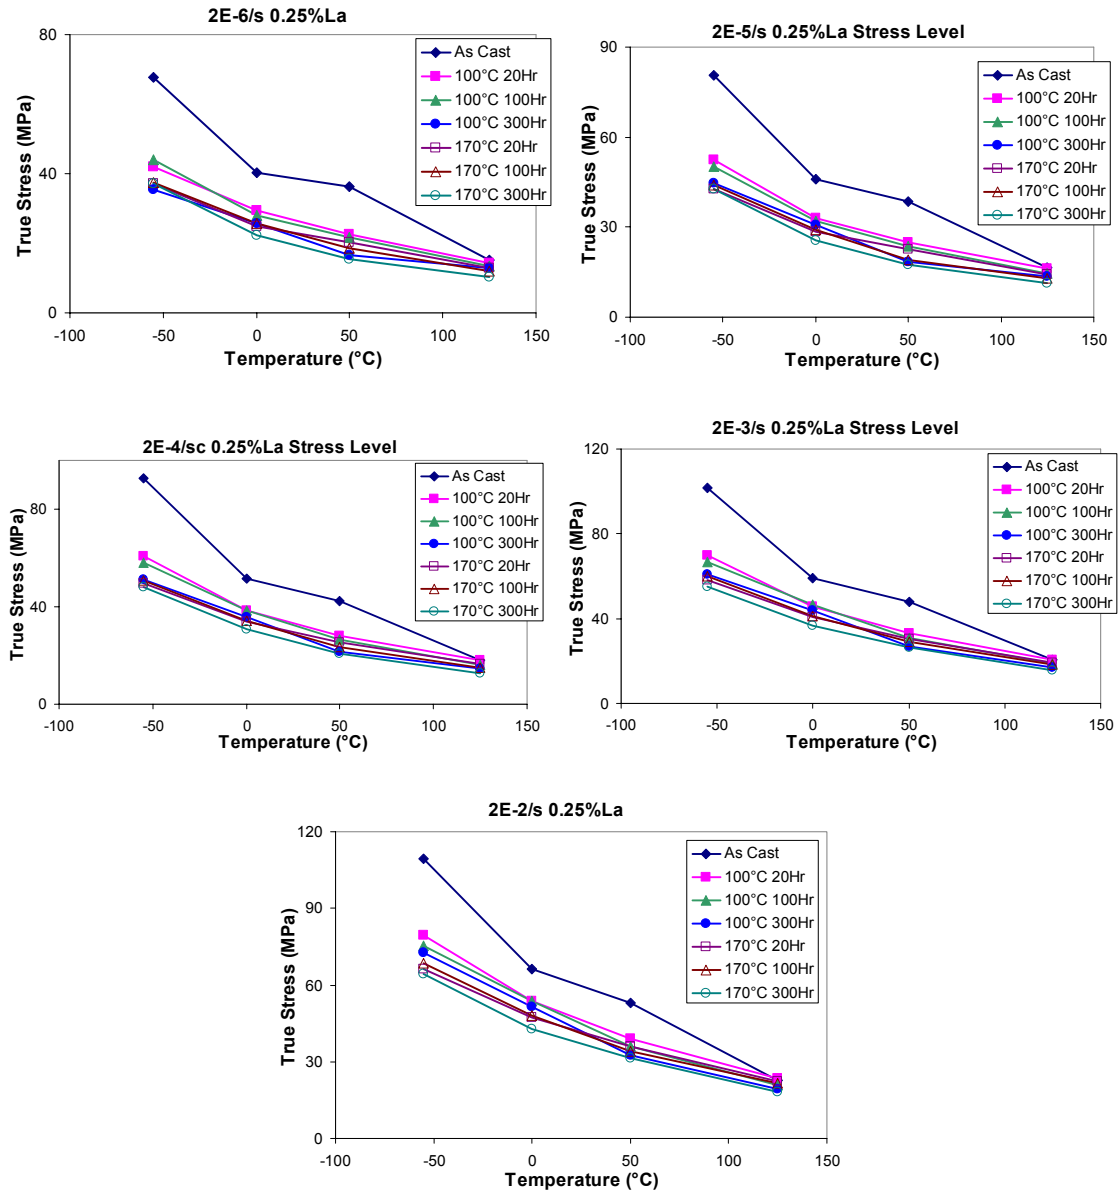 2E-6/s 0.25%La
True Stress (MPa)
80
40
0
-100
-50
0
50
100
150
Temperature (°C)
As Cast
100°C 20Hr
100°C 100Hr
100°C 300Hr
170°C 20Hr
170°C 100Hr
170°C 300Hr
2E-5/s 0.25%La Stress Level
True Stress (MPa)
90
60
30
0
-100
-50
0
50
100
150
Temperature (°C)
As Cast
100°C 20Hr
100°C 100Hr
100°C 300Hr
170°C 20Hr
170°C 100Hr
170°C 300Hr
2E-4/sc 0.25%La Stress Level
True Stress (MPa)
80
40
0
-100
-50
0
50
100
150
Temperature (°C)
As Cast
100°C 20Hr
100°C 100Hr
100°C 300Hr
170°C 20Hr
170°C 100Hr
170°C 300Hr
2E-3/s 0.25%La Stress Level
True Stress (MPa)
120
80
40
0
-100
-50
0
50
100
150
Temperature (°C)
As Cast
100°C 20Hr
100°C 100Hr
100°C 300Hr
170°C 20Hr
170°C 100Hr
170°C 300Hr
2E-2/s 0.25%La
True Stress (MPa)
120
90
60
30
0
-100
-50
0
50
100
150
Temperature (°C)
As Cast
100°C 20Hr
100°C 100Hr
100°C 300Hr
170°C 20Hr
170°C 100Hr
170°C 300Hr